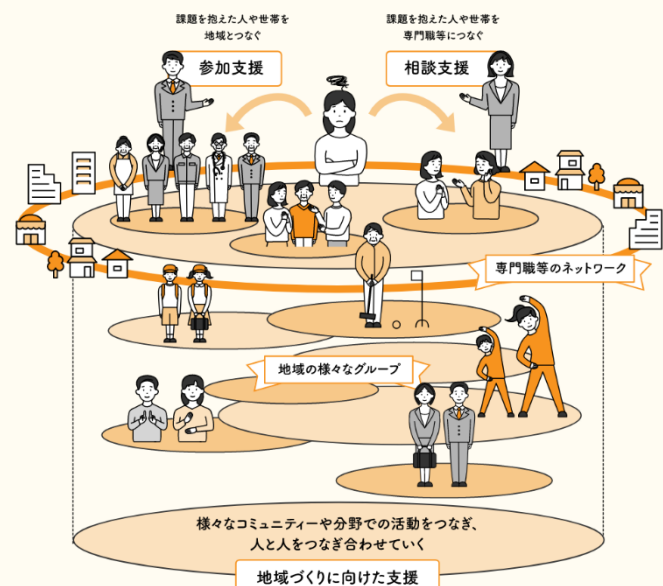 課題を抱えた人や世帯を
地域とつなぐ
参加支援
課題を抱えた人や世帯を
専門職等につなぐ
相談支援
専門職等のネットワーク
地域の様々なグループ
様々なコミュニティーや分野での活動をつなぎ、
人と人をつなぎ合わせていく
地域づくりに向けた支援